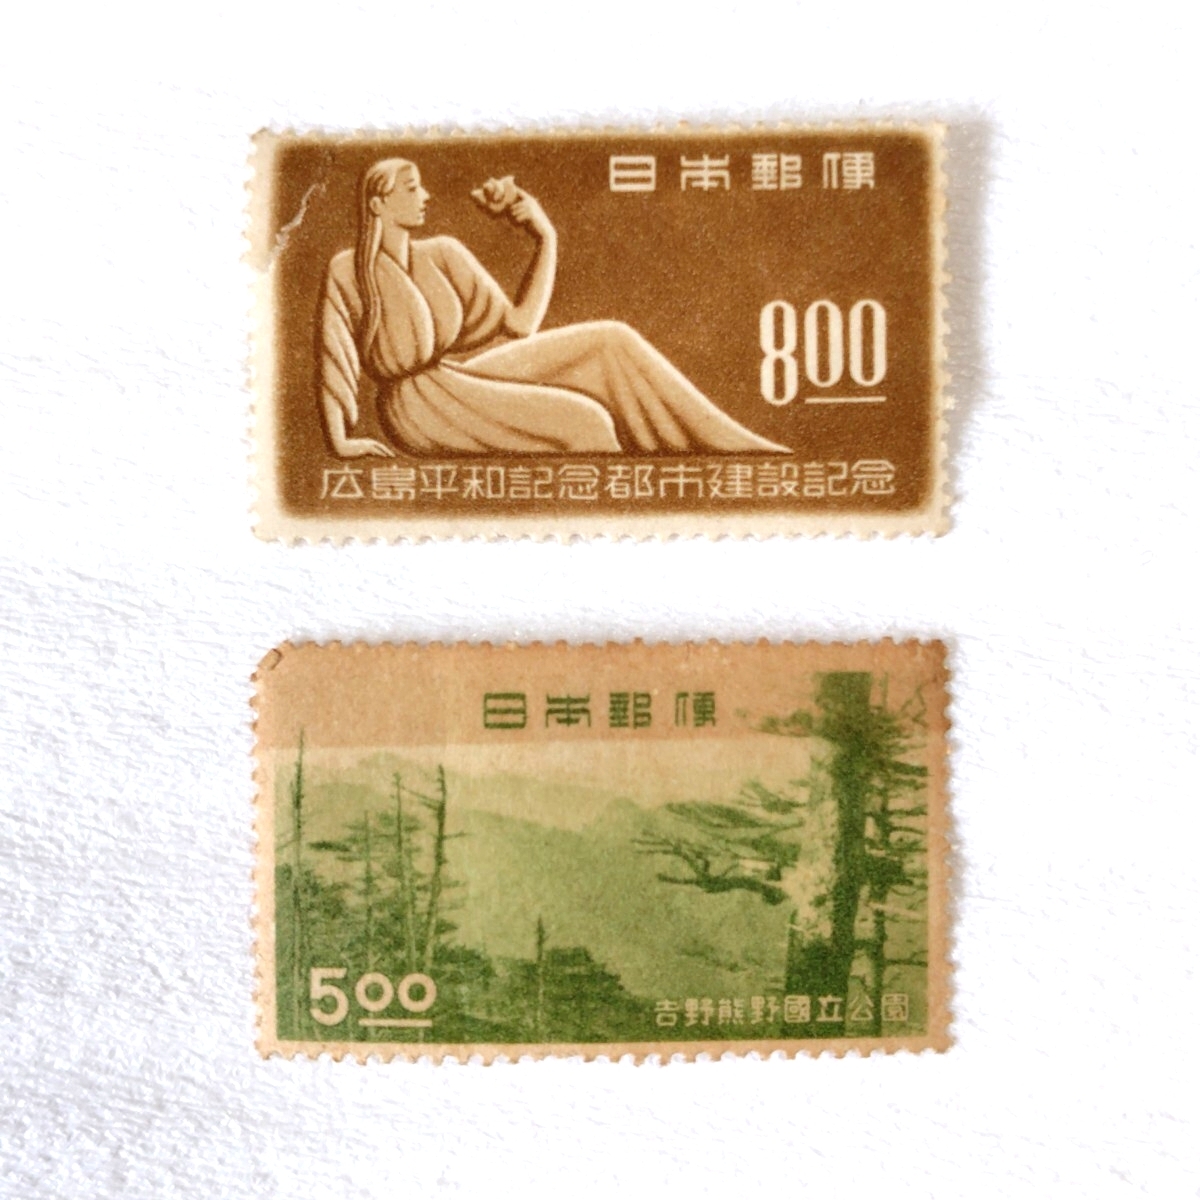 日本郵便
8.00
広島平和記念都市建設記念
日本郵便
5.00
吉野熊野國立公園